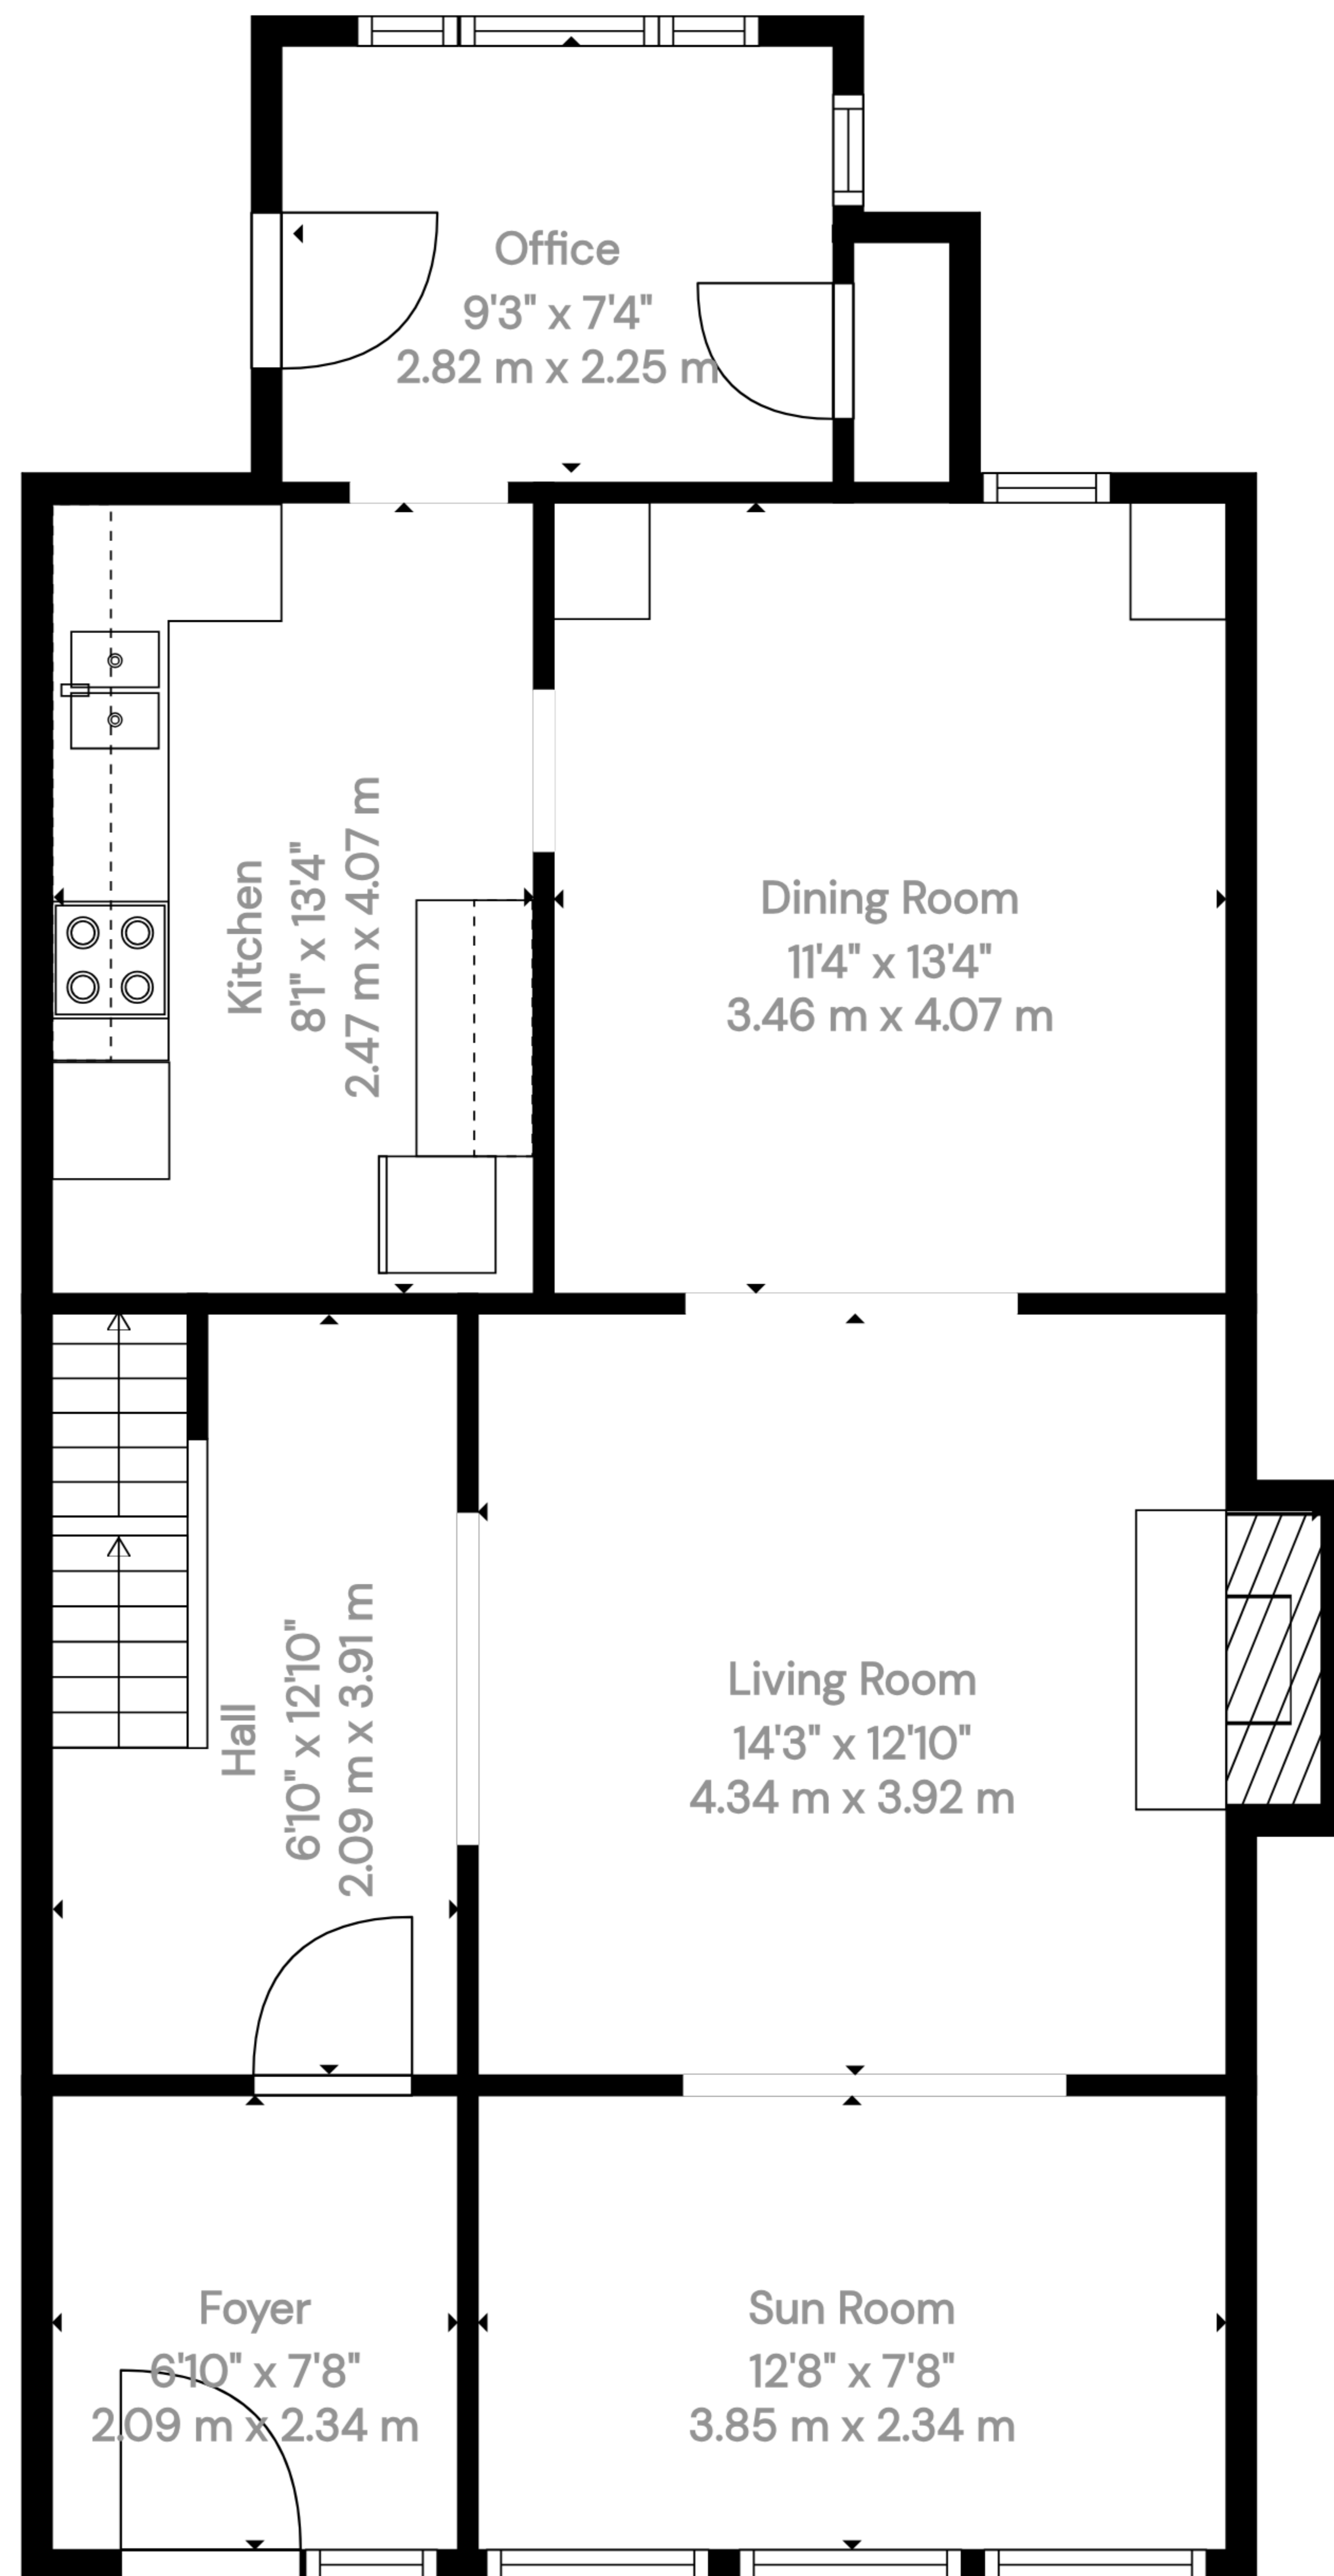 Office
9'3" x 7'4"
2.82 m x 2.25 m
Kitchen
8'1" x 13'4"
2.47 m x 4.07 m
Dining Room
11'4" x 13'4"
3.46 m x 4.07 m
Hall
6'10" x 12'10"
2.09 m x 3.91 m
Living Room
14'3" x 12'10"
4.34 m x 3.92 m
Foyer
6'10" x 7'8"
2.09 m x 2.34 m
Sun Room
12'8" x 7'8"
3.85 m x 2.34 m